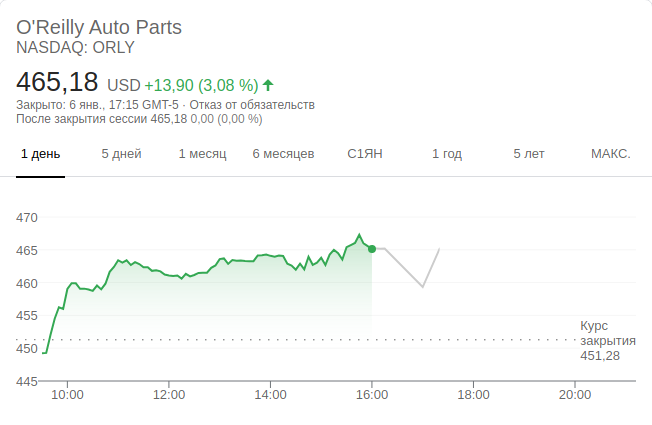 O'Reilly Auto Parts
NASDAQ: ORLY
465,18 USD +13,90 (3,08 %)
Закрыто: 6 янв., 17:15 GMT-5 · Отказ от обязательств
После закрытия сессии 465,18 0,00 (0,00 %)
1 день 5 дней 1 месяц 6 месяцев С1ЯН 1 год 5 лет МАКС.
470
465
460
455
450
445
Курс
закрытия
451,28
10:00 12:00 14:00 16:00 18:00 20:00